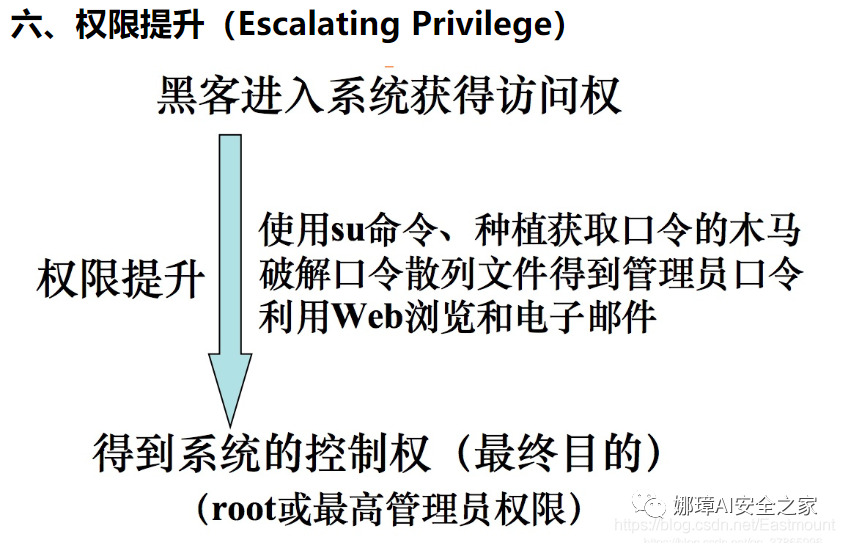 六、权限提升（Escalating Privilege）
黑客进入系统获得访问权
使用su命令、种植获取口令的木马
权限提升
破解口令散列文件得到管理员口令
利用Web浏览和电子邮件
得到系统的控制权（最终目的）
（root或最高管理员权限）
娜璋AI安全之家
https://blog.csdn.net/Eastmount